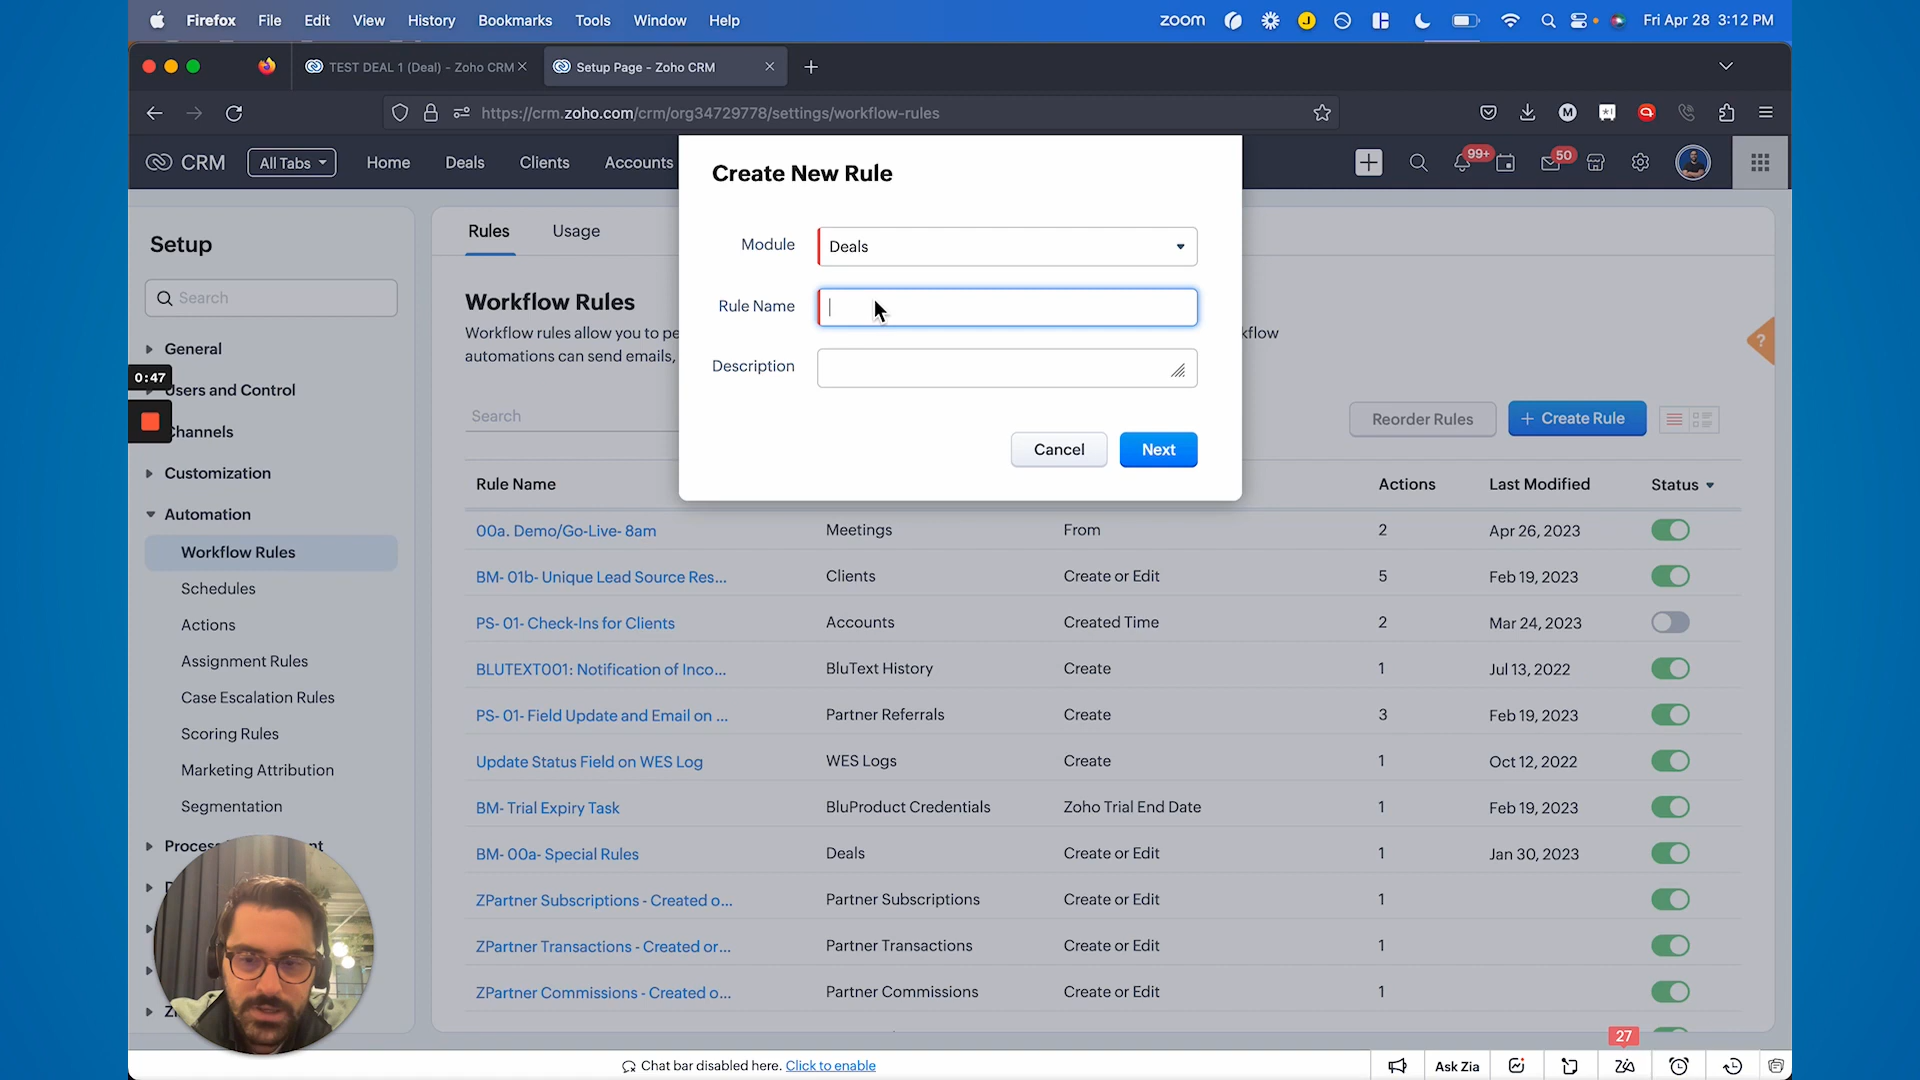 Firefox File Edit View History Bookmarks Tools Window Help
zoom J Fri Apr 28 3:12 PM
TEST DEAL 1 (Deal) - Zoho CRM
Setup Page - Zoho CRM
https://crm.zoho.com/crm/org34729778/settings/workflow-rules
M
CRM All Tabs Home Deals Clients Accounts
99+ 50
Create New Rule
Module Deals
Rule Name
Description
Cancel Next
Setup
Search
General
0:47
Users and Control
Channels
Customization
Automation
Workflow Rules
Schedules
Actions
Assignment Rules
Case Escalation Rules
Scoring Rules
Marketing Attribution
Segmentation
Rules Usage
Workflow Rules
Workflow rules allow you to pe
automations can send emails,
Search
Reorder Rules + Create Rule
?
Rule Name Actions Last Modified Status
00a. Demo/Go-Live- 8am Meetings From 2 Apr 26, 2023
BM- 01b- Unique Lead Source Res... Clients Create or Edit 5 Feb 19, 2023
PS- 01- Check-Ins for Clients Accounts Created Time 2 Mar 24, 2023
BLUTEXT001: Notification of Inco... BluText History Create 1 Jul 13, 2022
PS- 01- Field Update and Email on ... Partner Referrals Create 3 Feb 19, 2023
Update Status Field on WES Log WES Logs Create 1 Oct 12, 2022
BM- Trial Expiry Task BluProduct Credentials Zoho Trial End Date 1 Feb 19, 2023
BM- 00a- Special Rules Deals Create or Edit 1 Jan 30, 2023
ZPartner Subscriptions - Created o... Partner Subscriptions Create or Edit 1
ZPartner Transactions - Created or... Partner Transactions Create or Edit 1
ZPartner Commissions - Created o... Partner Commissions Create or Edit 1
27
Chat bar disabled here. Click to enable
Ask Zia